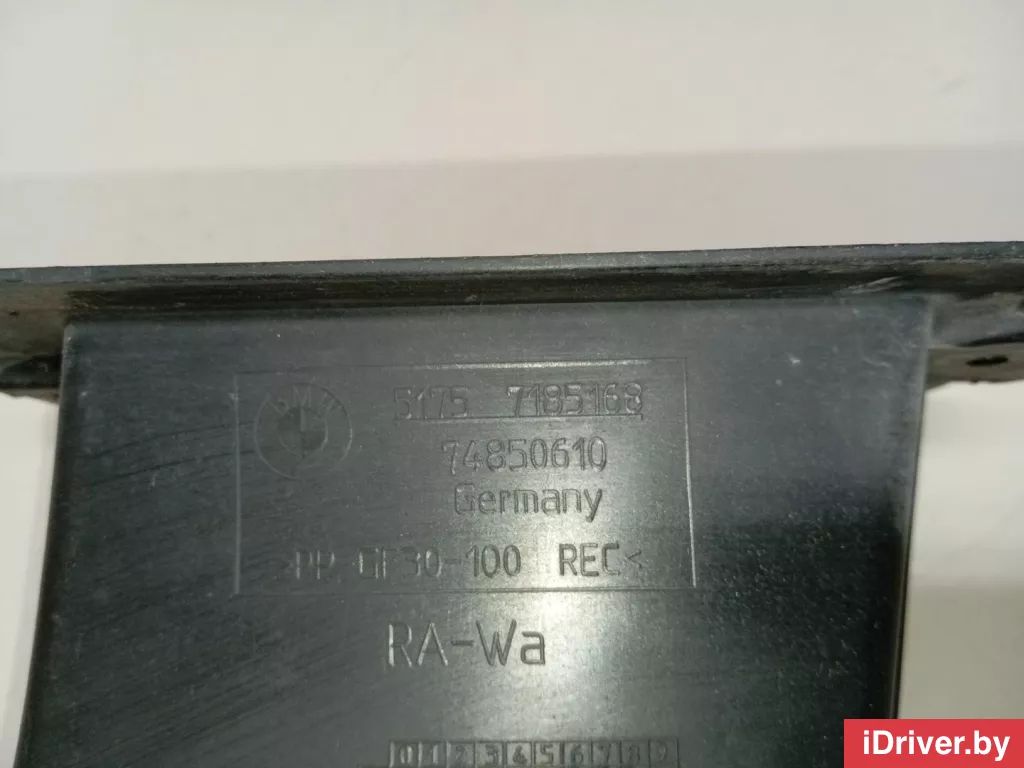 BMW
5175 7185168
74850610
Germany
>PP GF30-100 REC<
RA-Wa
0 1 2 3 4 5 6 7 8 9
iDriver.by